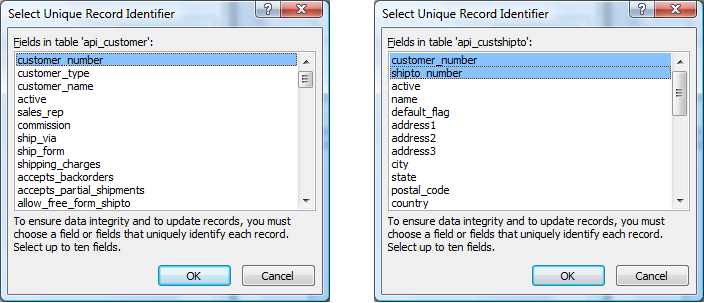 Select Unique Record Identifier
Fields in table 'api_customer':
customer_number
customer_type
customer_name
active
sales_rep
commission
ship_via
ship_form
shipping_charges
accepts_backorders
accepts_partial_shipments
allow_free_form_shipto
To ensure data integrity and to update records, you must
choose a field or fields that uniquely identify each record.
Select up to ten fields.
OK
Cancel
Select Unique Record Identifier
Fields in table 'api_custshipto':
customer_number
shipto_number
active
name
default_flag
address1
address2
address3
city
state
postal_code
country
To ensure data integrity and to update records, you must
choose a field or fields that uniquely identify each record.
Select up to ten fields.
OK
Cancel